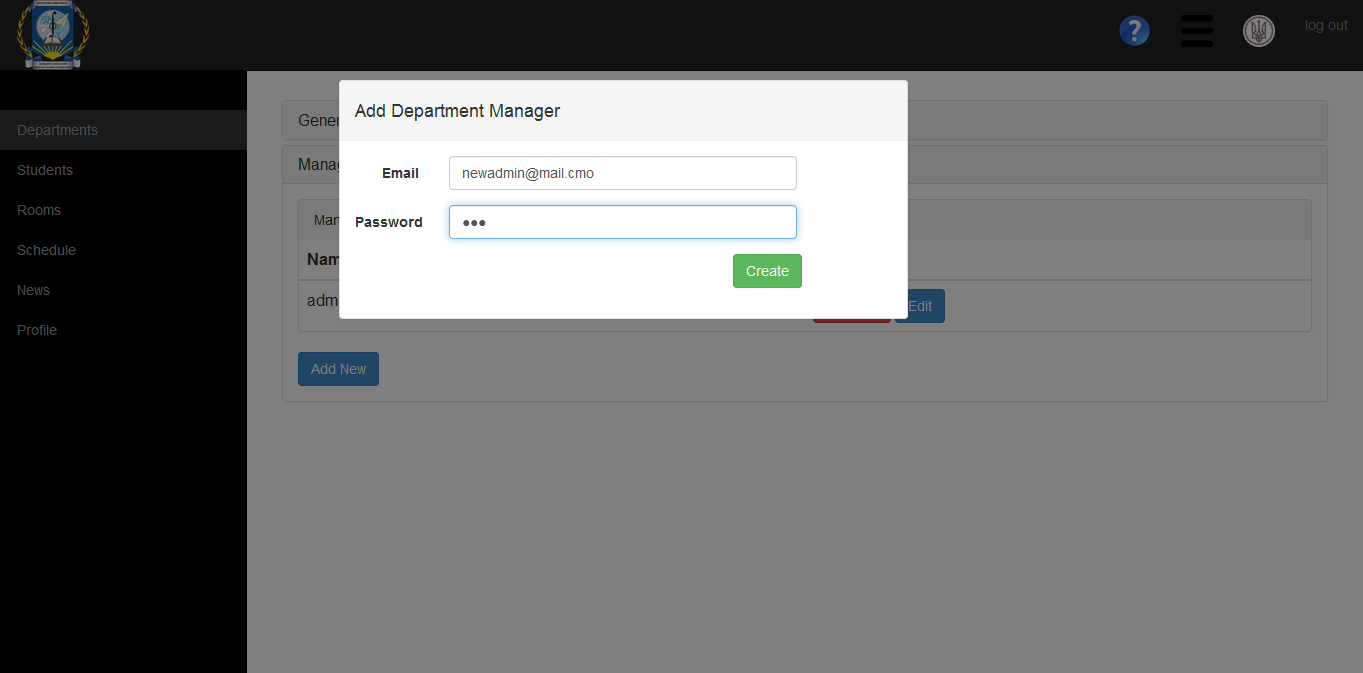 ?
log out
Departments
Students
Rooms
Schedule
News
Profile
Add Department Manager
Email
newadmin@mail.cmo
Password
•••
Create
Gener
Manag
Man
Nam
adm
Edit
Add New